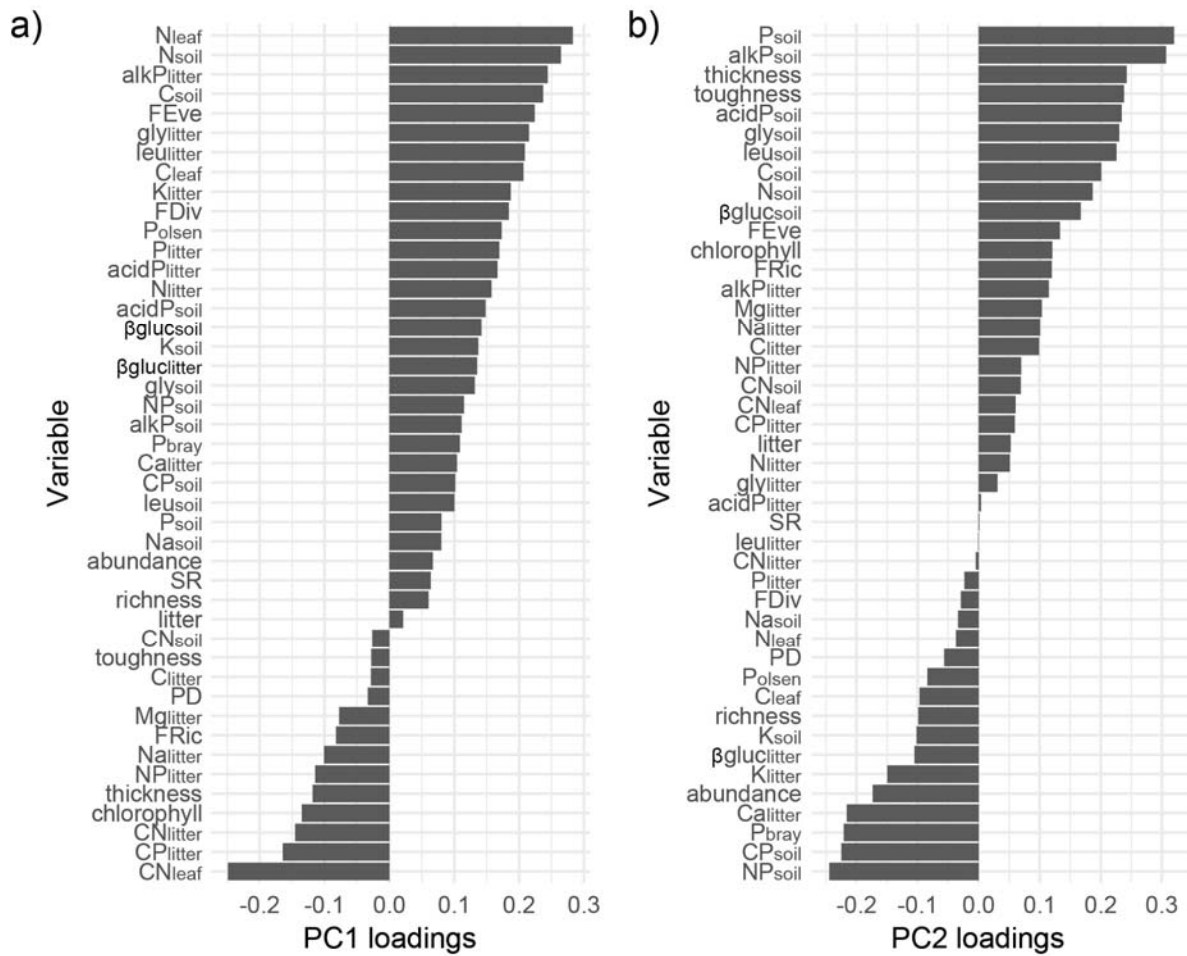 a)
Variable
Nleaf
Nsoil
alkPlitter
Csoil
FEve
glylitter
leulitter
Cleaf
Klitter
FDiv
Polsen
Plitter
acidPlitter
Nlitter
acidPsoil
βglucsoil
Ksoil
βgluclitter
glysoil
NPsoil
alkPsoil
Pbray
Calitter
CPsoil
leusoil
Psoil
Nasoil
abundance
SR
richness
litter
CNsoil
toughness
Clitter
PD
Mglitter
FRic
Nalitter
NPlitter
thickness
chlorophyll
CNlitter
CPlitter
CNleaf
-0.2 -0.1 0.0 0.1 0.2 0.3
PC1 loadings
b)
Variable
Psoil
alkPsoil
thickness
toughness
acidPsoil
glysoil
leusoil
Csoil
Nsoil
βglucsoil
FEve
chlorophyll
FRic
alkPlitter
Mglitter
Nalitter
Clitter
NPlitter
CNsoil
CNleaf
CPlitter
litter
Nlitter
glylitter
acidPlitter
SR
leulitter
CNlitter
Plitter
FDiv
Nasoil
Nleaf
PD
Polsen
Cleaf
richness
Ksoil
βgluclitter
Klitter
abundance
Calitter
Pbray
CPsoil
NPsoil
-0.2 -0.1 0.0 0.1 0.2 0.3
PC2 loadings